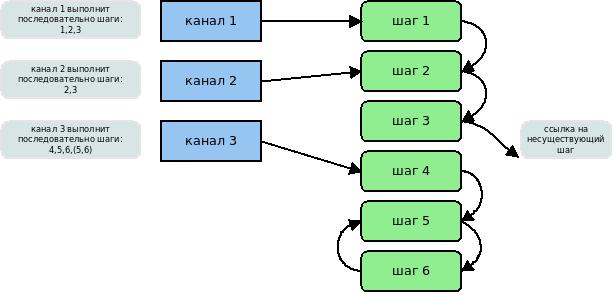 канал 1 выполнит
последовательно шаги:
1,2,3
канал 1
шаг 1
канал 2 выполнит
последовательно шаги:
2,3
канал 2
шаг 2
канал 3 выполнит
последовательно шаги:
4,5,6,(5,6)
канал 3
шаг 3
ссылка на
несуществующий
шаг
шаг 4
шаг 5
шаг 6